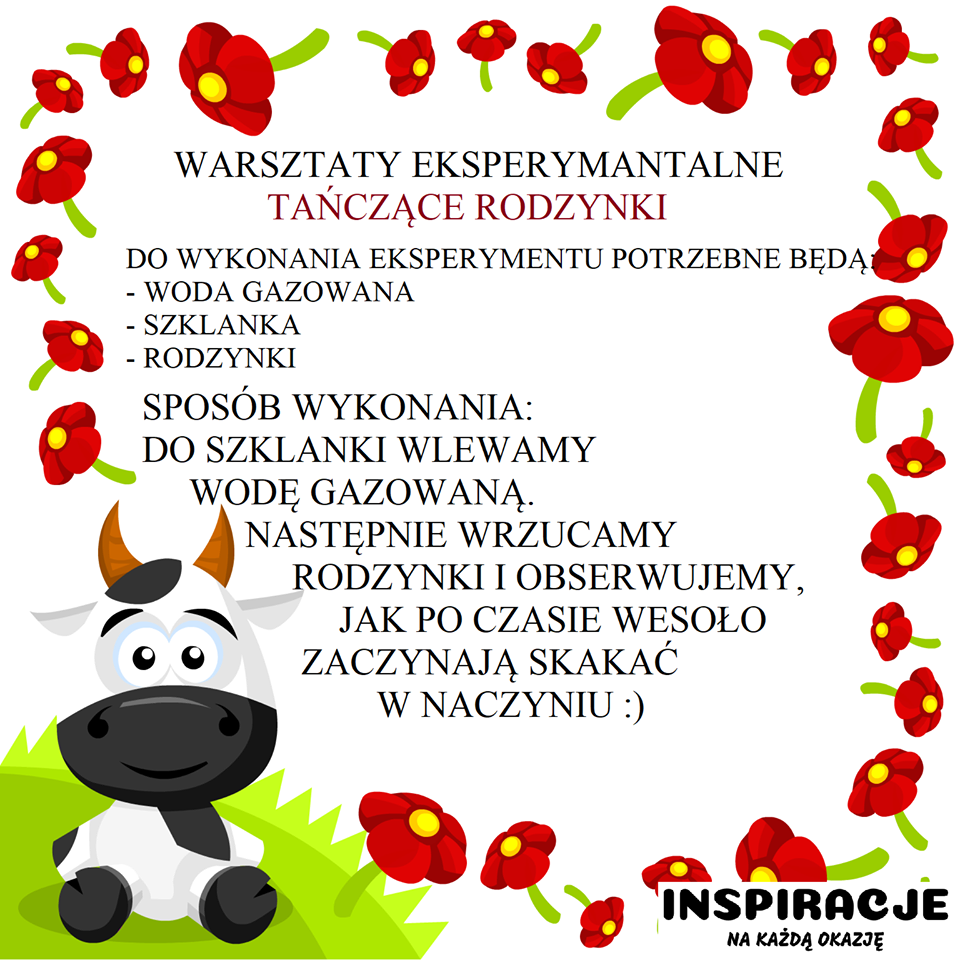 WARSZTATY EKSPERYMANTALNE
TAŃCZĄCE RODZYNKI
DO WYKONANIA EKSPERYMENTU POTRZEBNE BĘDĄ:
- WODA GAZOWANA
- SZKLANKA
- RODZYNKI
SPOSÓB WYKONANIA:
DO SZKLANKI WLEWAMY
WODĘ GAZOWANĄ.
NASTĘPNIE WRZUCAMY
RODZYNKI I OBSERWUJEMY,
JAK PO CZASIE WESOŁO
ZACZYNAJĄ SKAKAĆ
W NACZYNIU :)
INSPIRACJE
NA KAŻDĄ OKAZJĘ